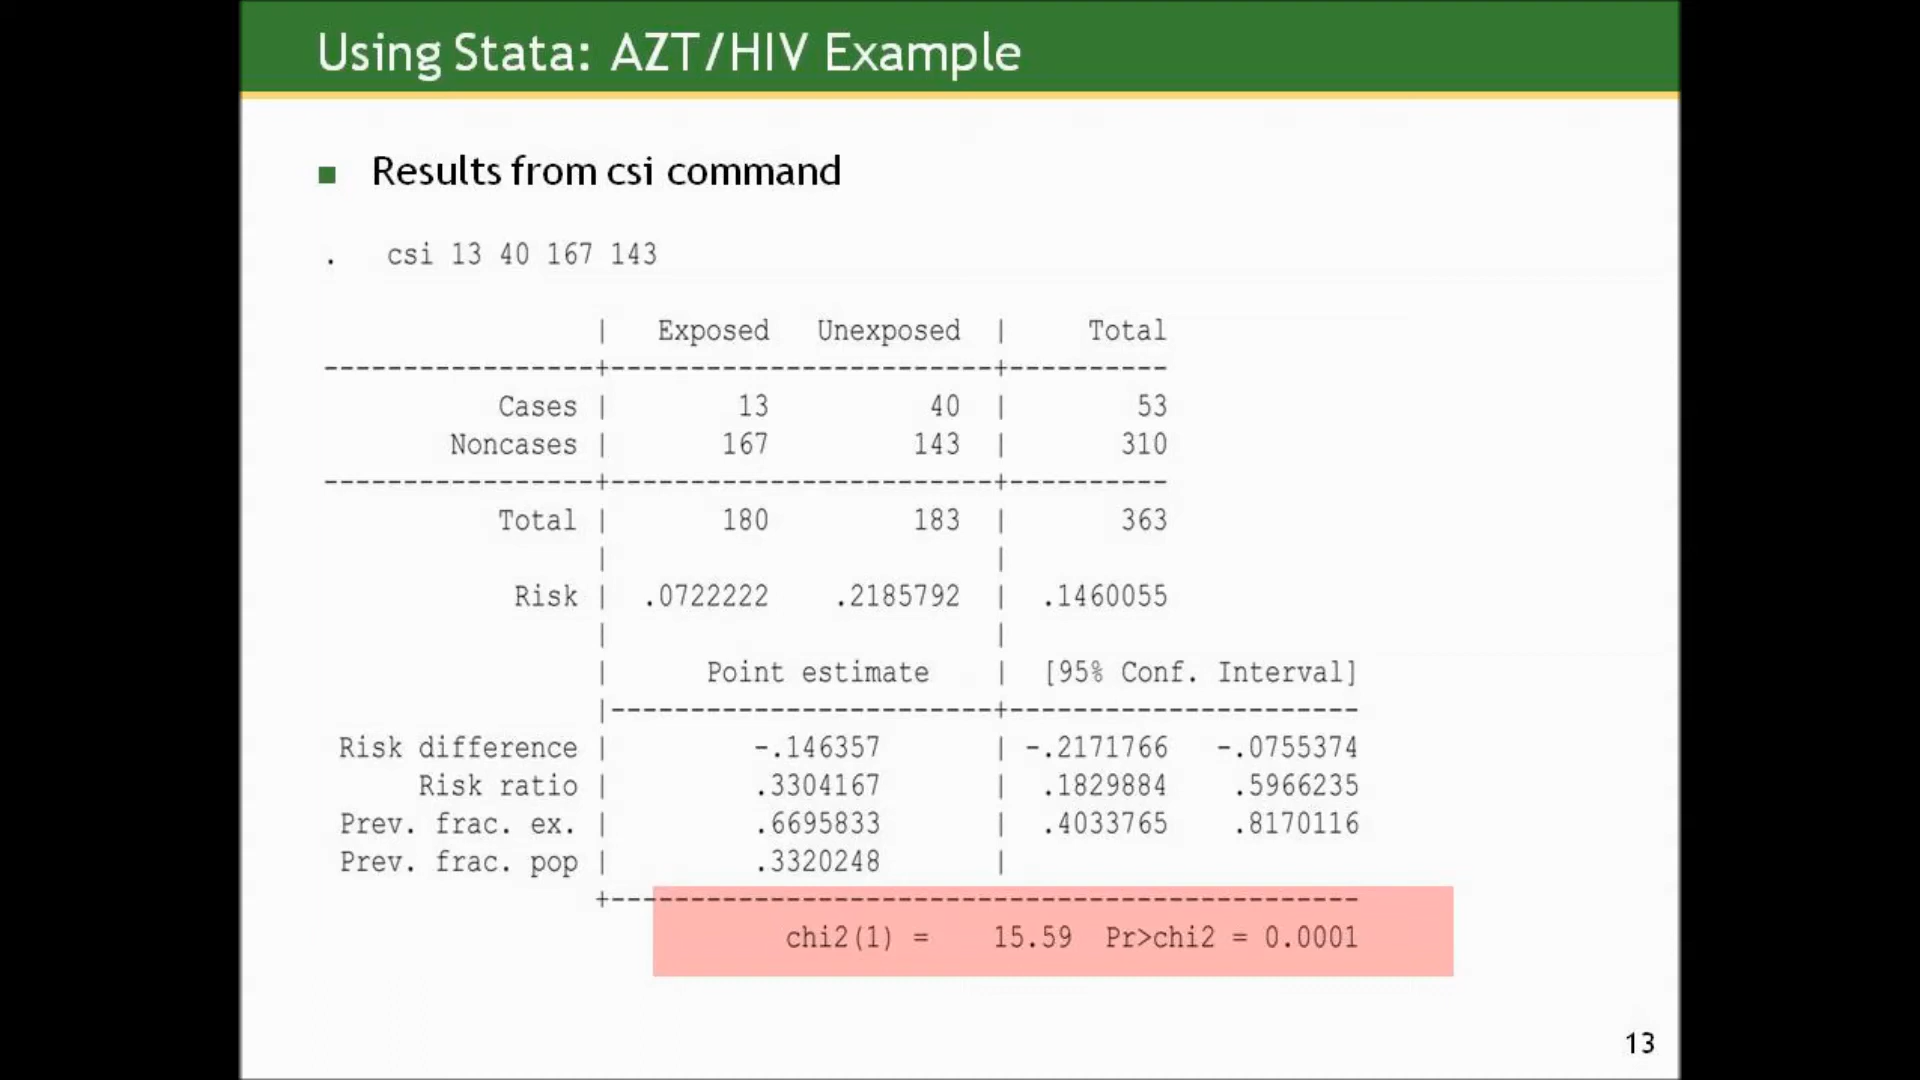 Using Stata: AZT/HIV Example
■ Results from csi command
. csi 13 40 167 143
                 |   Exposed   Unexposed  |     Total
-----------------+------------------------+----------
           Cases |        13          40  |        53
        Noncases |       167         143  |       310
-----------------+------------------------+----------
           Total |       180         183  |       363
                 |                        |
            Risk |  .0722222    .2185792  |  .1460055
                 |                        |
                 |      Point estimate    |  [95% Conf. Interval]
                 |------------------------+----------------------
 Risk difference |         -.146357       | -.2171766   -.0755374
      Risk ratio |         .3304167       |  .1829884    .5966235
 Prev. frac. ex. |         .6695833       |  .4033765    .8170116
 Prev. frac. pop |         .3320248       |
                 +-----------------------------------------------
                             chi2(1) =    15.59  Pr>chi2 = 0.0001
13